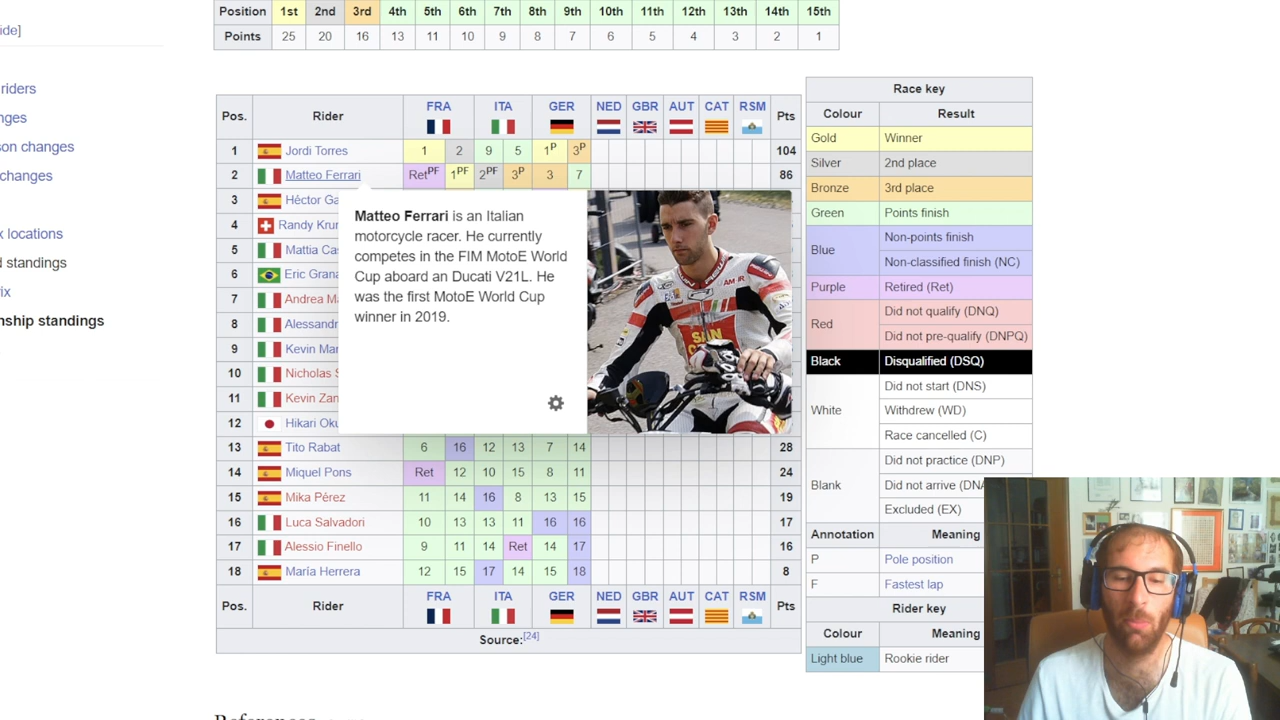 ide]
riders
nges
son changes
changes
x locations
d standings
ix
nship standings
Position 1st 2nd 3rd 4th 5th 6th 7th 8th 9th 10th 11th 12th 13th 14th 15th
Points 25 20 16 13 11 10 9 8 7 6 5 4 3 2 1
Pos. Rider FRA ITA GER NED GBR AUT CAT RSM Pts
1 Jordi Torres 1 2 9 5 1P 3P 104
2 Matteo Ferrari RetPF 1PF 2PF 3P 3 7 86
3 Héctor Ga
4 Randy Kru
5 Mattia Ca
6 Eric Grana
7 Andrea M
8 Alessandr
9 Kevin Ma
10 Nicholas S
11 Kevin Zan
12 Hikari Oku
Matteo Ferrari is an Italian
motorcycle racer. He currently
competes in the FIM MotoE World
Cup aboard an Ducati V21L. He
was the first MotoE World Cup
winner in 2019.
13 Tito Rabat 6 16 12 13 7 14 28
14 Miquel Pons Ret 12 10 15 8 11 24
15 Mika Pérez 11 14 16 8 13 15 19
16 Luca Salvadori 10 13 13 11 16 16 17
17 Alessio Finello 9 11 14 Ret 14 17 16
18 María Herrera 12 15 17 14 15 18 8
Pos. Rider FRA ITA GER NED GBR AUT CAT RSM Pts
Source:[24]
Race key
Colour Result
Gold Winner
Silver 2nd place
Bronze 3rd place
Green Points finish
Blue Non-points finish
Non-classified finish (NC)
Purple Retired (Ret)
Red Did not qualify (DNQ)
Did not pre-qualify (DNPQ)
Black Disqualified (DSQ)
White Did not start (DNS)
Withdrew (WD)
Race cancelled (C)
Blank Did not practice (DNP)
Did not arrive (DNA
Excluded (EX)
Annotation Meaning
P Pole position
F Fastest lap
Rider key
Colour Meaning
Light blue Rookie rider
References